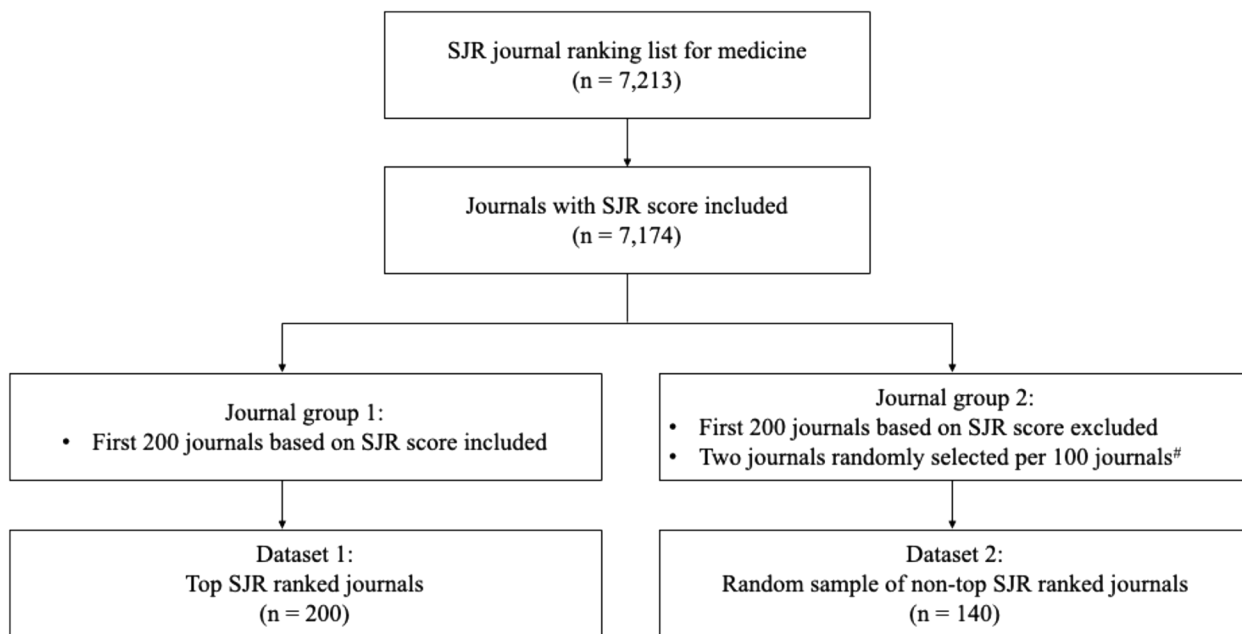 SJR journal ranking list for medicine
(n = 7,213)
Journals with SJR score included
(n = 7,174)
Journal group 1:
• First 200 journals based on SJR score included
Journal group 2:
• First 200 journals based on SJR score excluded
• Two journals randomly selected per 100 journals#
Dataset 1:
Top SJR ranked journals
(n = 200)
Dataset 2:
Random sample of non-top SJR ranked journals
(n = 140)